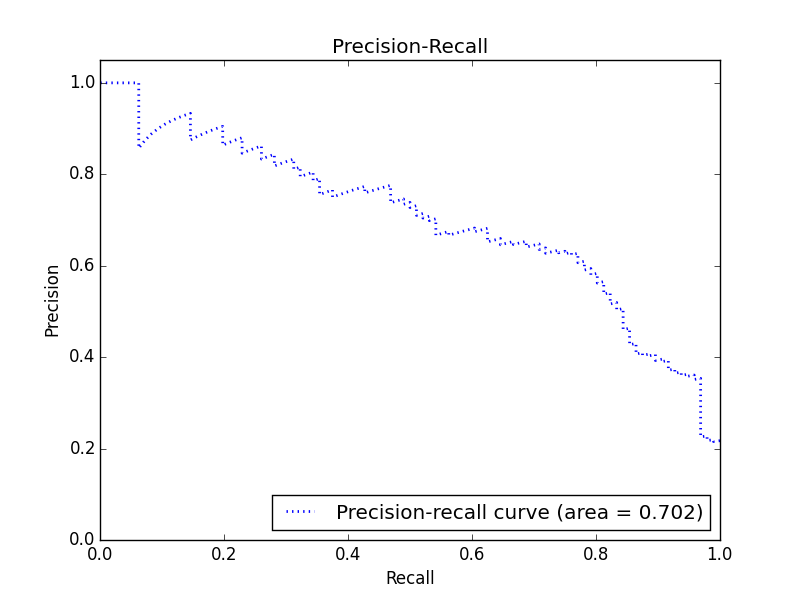 Precision-Recall
1.0
0.8
0.6
0.4
0.2
0.0
Precision
Precision-recall curve (area = 0.702)
0.0 0.2 0.4 0.6 0.8 1.0
Recall